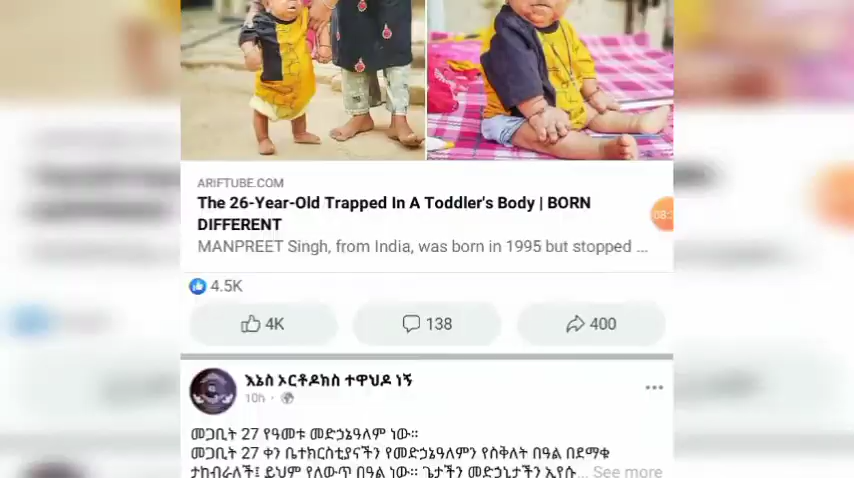 ARIFTUBE.COM
The 26-Year-Old Trapped In A Toddler's Body | BORN
DIFFERENT
MANPREET Singh, from India, was born in 1995 but stopped ...
4.5K
4K
138
400
እኔስ ኦርቶዶክስ ተዋህዶ ነኝ
10h ·
መጋቢት 27 የዓመቱ መድኃኔዓለም ነው።
መጋቢት 27 ቀን ቤተክርስቲያናችን የመድኃኔዓለምን የስቅለት በዓል በደማቁ
ታከብራለች፤ ይህም የለውጥ በዓል ነው። ጌታችን መድኃኒታችን ኢየሱ... See more